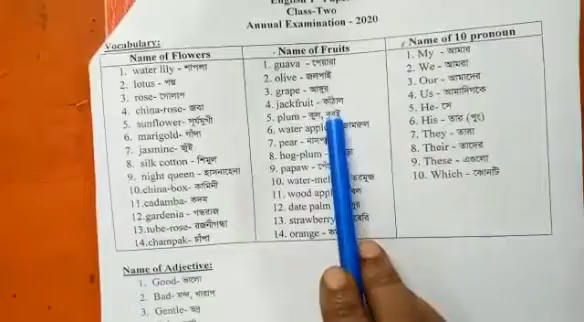 Class-Two
Annual Examination - 2020
Vocabulary:
Name of Flowers
1. water lily - শাপলা
2. lotus - পদ্ম
3. rose- গোলাপ
4. china-rose- জবা
5. sunflower- সূর্যমুখী
6. marigold- গাঁদা
7. jasmine- জুঁই
8. silk cotton - শিমুল
9. night queen - হাসনাহেনা
10.china-box- কামিনী
11.cadamba- কদম
12.gardenia - গন্ধরাজ
13.tube-rose- রজনীগন্ধা
14.champak- চাঁপা
Name of Fruits
1. guava - পেয়ারা
2. olive - জলপাই
3. grape - আঙ্গুর
4. jackfruit - কাঁঠাল
5. plum - কুল,
6. water
7. pear -
8. hog-plum -
9. papaw -
10.
11. wood
12. date palm
13. strawberry
14. orange -
Name of 10 pronoun
1. My - আমার
2. We - আমরা
3. Our - আমাদের
4. Us - আমাদিগকে
5. He- সে
6. His - তার (পুং)
7. They - তারা
8. Their - তাদের
9. These - এগুলো
10. Which - কোনটি
Name of Adjective:
1. Good- ভালো
2. Bad- মন্দ, খারাপ
3. Gentle- ভদ্র